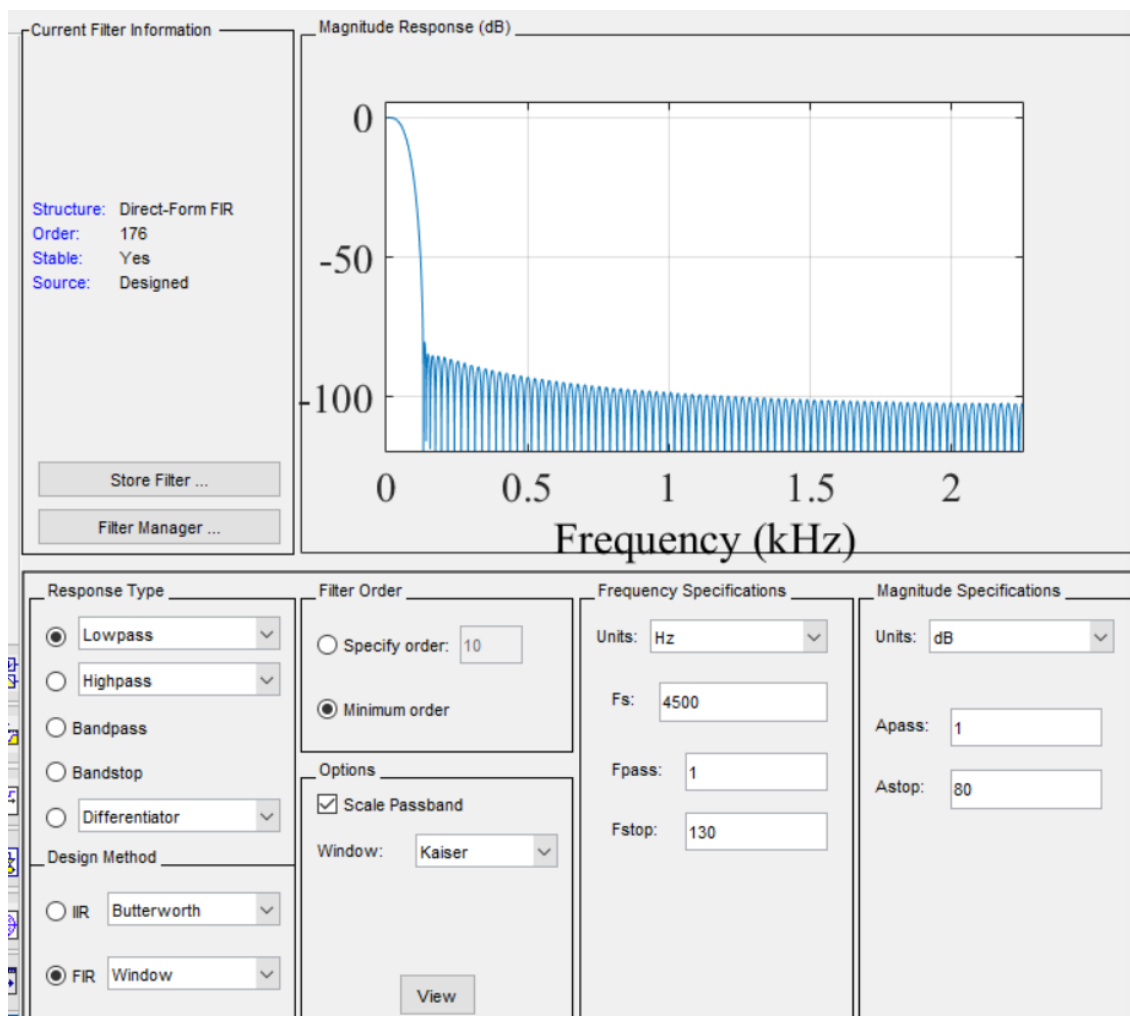 Current Filter Information
Structure: Direct-Form FIR
Order: 176
Stable: Yes
Source: Designed
Store Filter ...
Filter Manager ...
Magnitude Response (dB)
0
-50
-100
0 0.5 1 1.5 2
Frequency (kHz)
Response Type
Lowpass
Highpass
Bandpass
Bandstop
Differentiator
Design Method
IIR Butterworth
FIR Window
Filter Order
Specify order: 10
Minimum order
Options
Scale Passband
Window: Kaiser
View
Frequency Specifications
Units: Hz
Fs: 4500
Fpass: 1
Fstop: 130
Magnitude Specifications
Units: dB
Apass: 1
Astop: 80